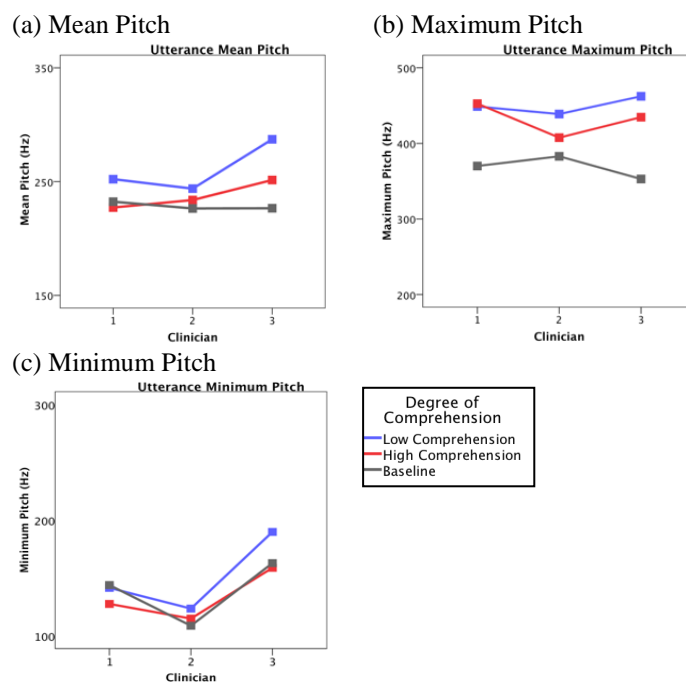 (a) Mean Pitch
Utterance Mean Pitch
350
250
150
Mean Pitch (Hz)
1 2 3
Clinician
(b) Maximum Pitch
Utterance Maximum Pitch
500
400
300
200
Maximum Pitch (Hz)
1 2 3
Clinician
(c) Minimum Pitch
Utterance Minimum Pitch
300
200
100
Minimum Pitch (Hz)
1 2 3
Clinician
Degree of
Comprehension
Low Comprehension
High Comprehension
Baseline